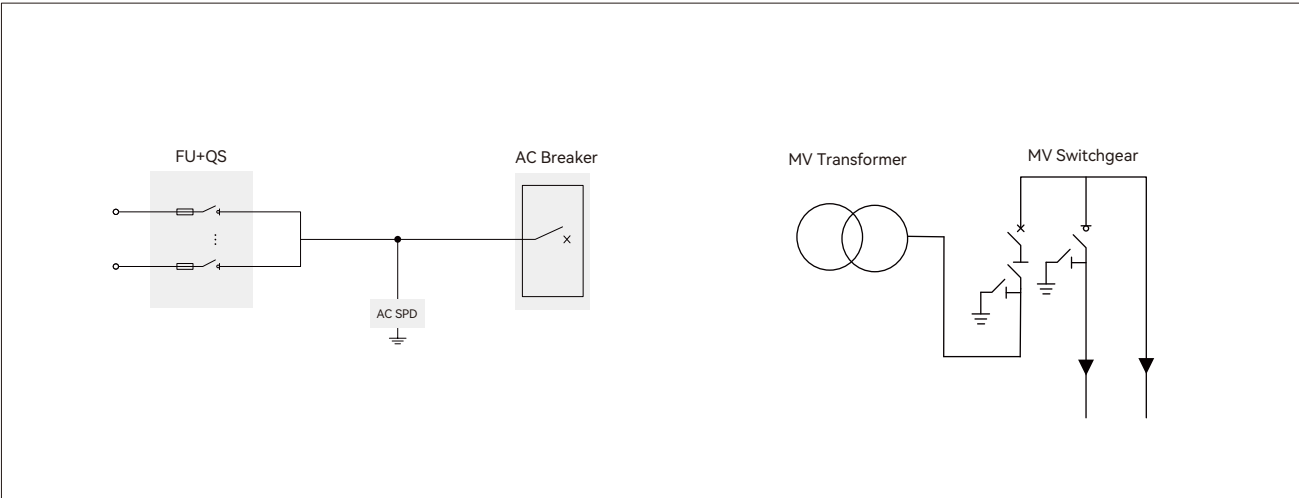 FU+QS
AC Breaker
MV Transformer
MV Switchgear
AC SPD